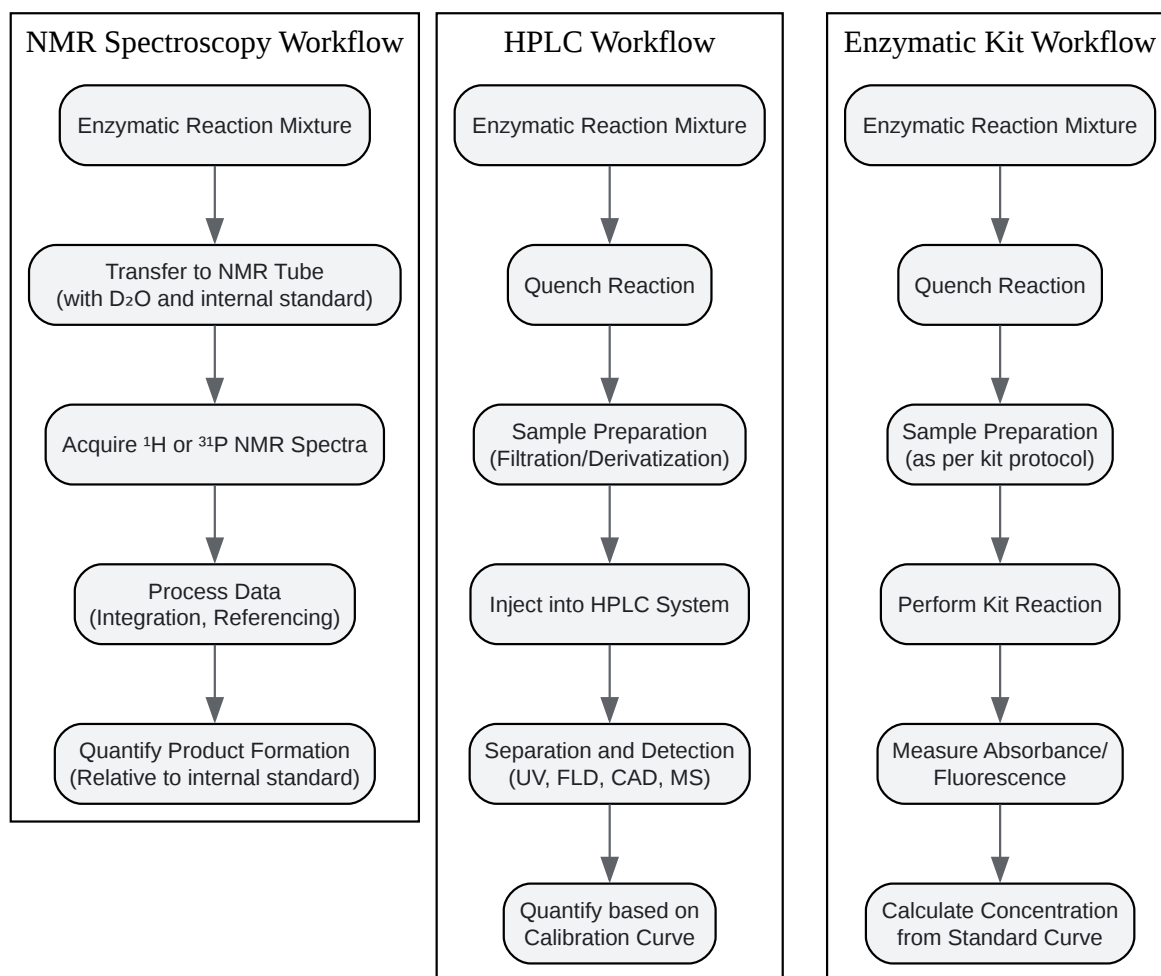 NMR Spectroscopy Workflow
Enzymatic Reaction Mixture
Transfer to NMR Tube
(with D₂O and internal standard)
Acquire ¹H or ³¹P NMR Spectra
Process Data
(Integration, Referencing)
Quantify Product Formation
(Relative to internal standard)
HPLC Workflow
Enzymatic Reaction Mixture
Quench Reaction
Sample Preparation
(Filtration/Derivatization)
Inject into HPLC System
Separation and Detection
(UV, FLD, CAD, MS)
Quantify based on
Calibration Curve
Enzymatic Kit Workflow
Enzymatic Reaction Mixture
Quench Reaction
Sample Preparation
(as per kit protocol)
Perform Kit Reaction
Measure Absorbance/
Fluorescence
Calculate Concentration
from Standard Curve